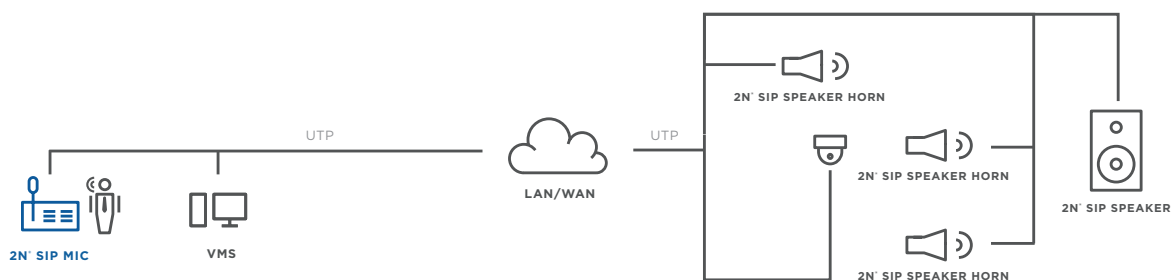 UTP
UTP
2N® SIP SPEAKER HORN
2N® SIP SPEAKER HORN
LAN/WAN
2N® SIP SPEAKER
2N® SIP MIC
VMS
2N® SIP SPEAKER HORN